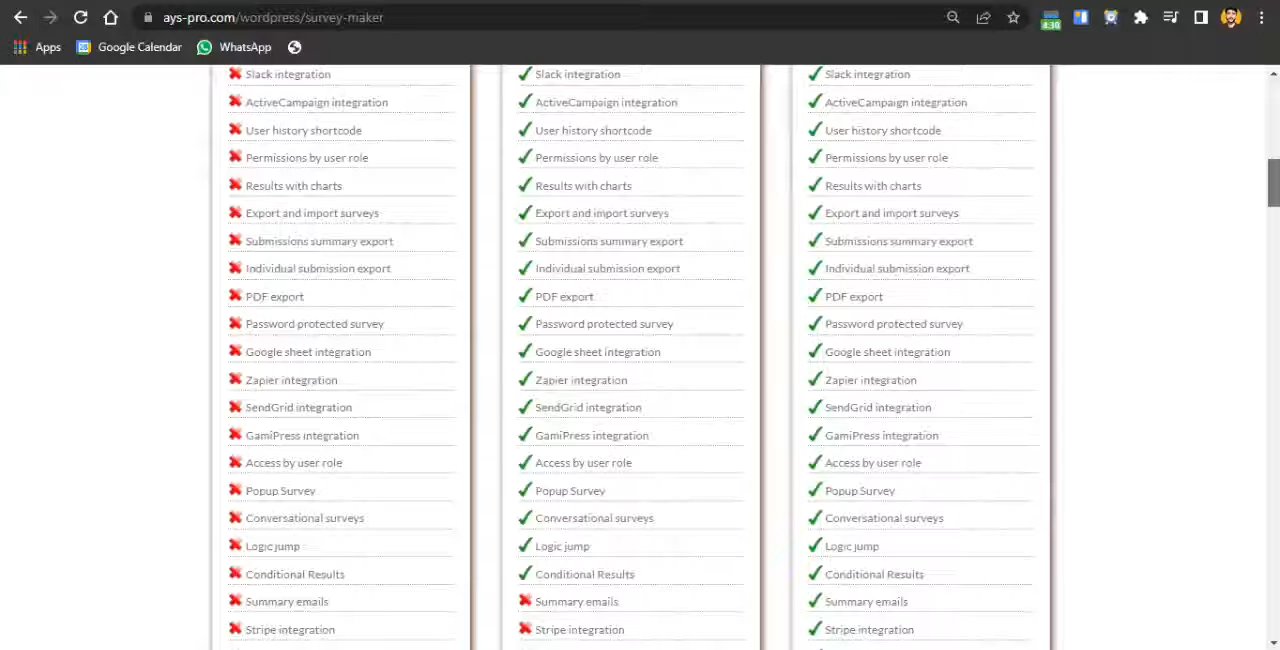 ays-pro.com/wordpress/survey-maker
4:30
Apps Google Calendar WhatsApp
Slack integration Slack integration Slack integration
ActiveCampaign integration ActiveCampaign integration ActiveCampaign integration
User history shortcode User history shortcode User history shortcode
Permissions by user role Permissions by user role Permissions by user role
Results with charts Results with charts Results with charts
Export and import surveys Export and import surveys Export and import surveys
Submissions summary export Submissions summary export Submissions summary export
Individual submission export Individual submission export Individual submission export
PDF export PDF export PDF export
Password protected survey Password protected survey Password protected survey
Google sheet integration Google sheet integration Google sheet integration
Zapier integration Zapier integration Zapier integration
SendGrid integration SendGrid integration SendGrid integration
GamiPress integration GamiPress integration GamiPress integration
Access by user role Access by user role Access by user role
Popup Survey Popup Survey Popup Survey
Conversational surveys Conversational surveys Conversational surveys
Logic jump Logic jump Logic jump
Conditional Results Conditional Results Conditional Results
Summary emails Summary emails Summary emails
Stripe integration Stripe integration Stripe integration